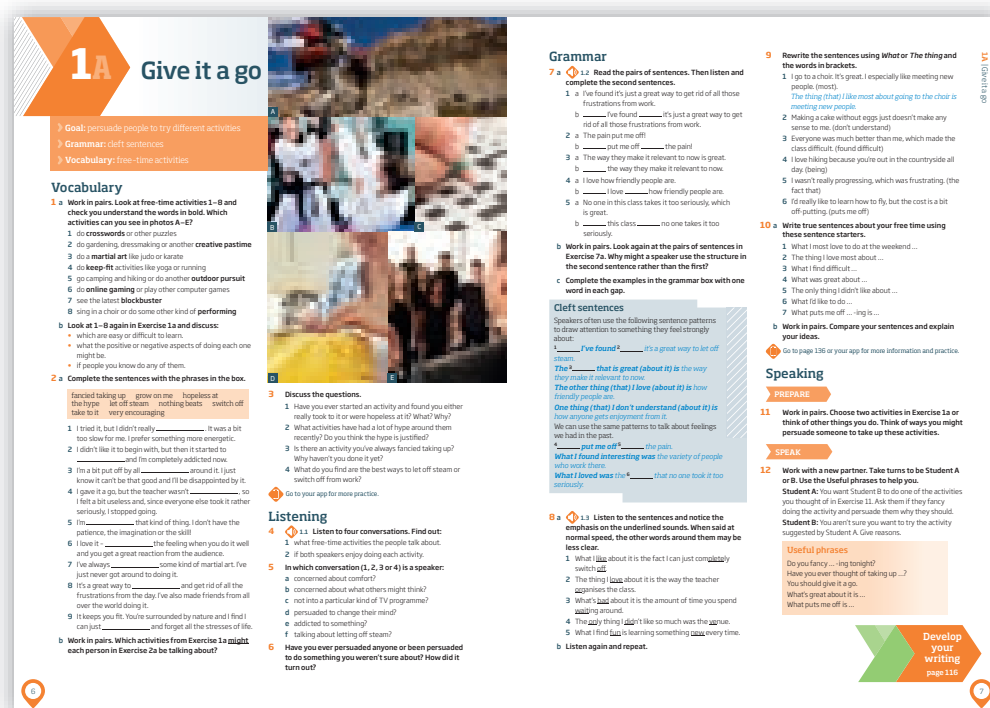 1A
Give it a go
Goal: persuade people to try different activities
Grammar: cleft sentences
Vocabulary: free-time activities
Vocabulary
1 a Work in pairs. Look at free-time activities 1–8 and
check you understand the words in bold. Which
activities can you see in photos A–E?
1 do crosswords or other puzzles
2 do gardening, dressmaking or another creative pastime
3 do a martial art like judo or karate
4 do keep-fit activities like yoga or running
5 go camping and hiking or do another outdoor pursuit
6 do online gaming or play other computer games
7 see the latest blockbuster
8 sing in a choir or do some other kind of performing
b Look at 1–8 again in Exercise 1a and discuss:
• which are easy or difficult to learn.
• what the positive or negative aspects of doing each one
might be.
• if people you know do any of them.
2 a Complete the sentences with the phrases in the box.
fancied taking up grow on me hopeless at
the hype let off steam nothing beats switch off
take to it very encouraging
1 I tried it, but I didn't really ______. It was a bit
too slow for me. I prefer something more energetic.
2 I didn't like it to begin with, but then it started to
______ and I'm completely addicted now.
3 I'm a bit put off by all ______ around it. I just
know it can't be that good and I'll be disappointed by it.
4 I gave it a go, but the teacher wasn't ______, so
I felt a bit useless and, since everyone else took it rather
seriously, I stopped going.
5 I'm ______ that kind of thing. I don't have the
patience, the imagination or the skill!
6 I love it – ______ the feeling when you do it well
and you get a great reaction from the audience.
7 I've always ______ some kind of martial art. I've
just never got around to doing it.
8 It's a great way to ______ and get rid of all the
frustrations from the day. I've also made friends from all
over the world doing it.
9 It keeps you fit. You're surrounded by nature and I find I
can just ______ and forget all the stresses of life.
b Work in pairs. Which activities from Exercise 1a might
each person in Exercise 2a be talking about?
6
A
B
C
D
E
3 Discuss the questions.
1 Have you ever started an activity and found you either
really took to it or were hopeless at it? What? Why?
2 What activities have had a lot of hype around them
recently? Do you think the hype is justified?
3 Is there an activity you've always fancied taking up?
Why haven't you done it yet?
4 What do you find are the best ways to let off steam or
switch off from work?
Go to your app for more practice.
Listening
4 1.1 Listen to four conversations. Find out:
1 what free-time activities the people talk about.
2 if both speakers enjoy doing each activity.
5 In which conversation (1, 2, 3 or 4) is a speaker:
a concerned about comfort?
b concerned about what others might think?
c not into a particular kind of TV programme?
d persuaded to change their mind?
e addicted to something?
f talking about letting off steam?
6 Have you ever persuaded anyone or been persuaded
to do something you weren't sure about? How did it
turn out?
Grammar
7 a 1.2 Read the pairs of sentences. Then listen and
complete the second sentences.
1 a I've found it's just a great way to get rid of all those
frustrations from work.
b ______ I've found ______ it's just a great way to get
rid of all those frustrations from work.
2 a The pain put me off!
b ______ put me off ______ the pain!
3 a The way they make it relevant to now is great.
b ______ the way they make it relevant to now.
4 a I love how friendly people are.
b ______ I love ______ how friendly people are.
5 a No one in this class takes it too seriously, which
is great.
b ______ this class ______ no one takes it too
seriously.
b Work in pairs. Look again at the pairs of sentences in
Exercise 7a. Why might a speaker use the structure in
the second sentence rather than the first?
c Complete the examples in the grammar box with one
word in each gap.
Cleft sentences
Speakers often use the following sentence patterns
to draw attention to something they feel strongly
about:
1______ I've found 2______ it's a great way to let off
steam.
The 3______ that is great (about it) is the way
they make it relevant to now.
The other thing (that) I love (about it) is how
friendly people are.
One thing (that) I don't understand (about it) is
how anyone gets enjoyment from it.
We can use the same patterns to talk about feelings
we had in the past.
4______ put me off 5______ the pain.
What I found interesting was the variety of people
who work there.
What I loved was the 6______ that no one took it too
seriously.
8 a 1.3 Listen to the sentences and notice the
emphasis on the underlined sounds. When said at
normal speed, the other words around them may be
less clear.
1 What I like about it is the fact I can just completely
switch off.
2 The thing I love about it is the way the teacher
organises the class.
3 What's bad about it is the amount of time you spend
waiting around.
4 The only thing I didn't like so much was the venue.
5 What I find fun is learning something new every time.
b Listen again and repeat.
9 Rewrite the sentences using What or The thing and
the words in brackets.
1 I go to a choir. It's great. I especially like meeting new
people. (most).
The thing (that) I like most about going to the choir is
meeting new people.
2 Making a cake without eggs just doesn't make any
sense to me. (don't understand)
3 Everyone was much better than me, which made the
class difficult. (found difficult)
4 I love hiking because you're out in the countryside all
day. (being)
5 I wasn't really progressing, which was frustrating. (the
fact that)
6 I'd really like to learn how to fly, but the cost is a bit
off-putting. (puts me off)
10 a Write true sentences about your free time using
these sentence starters.
1 What I most love to do at the weekend ...
2 The thing I love most about ...
3 What I find difficult ...
4 What was great about ...
5 The only thing I didn't like about ...
6 What I'd like to do ...
7 What puts me off ... -ing is ...
b Work in pairs. Compare your sentences and explain
your ideas.
Go to page 136 or your app for more information and practice.
Speaking
PREPARE
11 Work in pairs. Choose two activities in Exercise 1a or
think of other things you do. Think of ways you might
persuade someone to take up these activities.
SPEAK
12 Work with a new partner. Take turns to be Student A
or B. Use the Useful phrases to help you.
Student A: You want Student B to do one of the activities
you thought of in Exercise 11. Ask them if they fancy
doing the activity and persuade them why they should.
Student B: You aren't sure you want to try the activity
suggested by Student A. Give reasons.
Useful phrases
Do you fancy ... -ing tonight?
Have you ever thought of taking up ...?
You should give it a go.
What's great about it is ...
What puts me off is ...
Develop
your
writing
page 116
1A | Give it a go
7